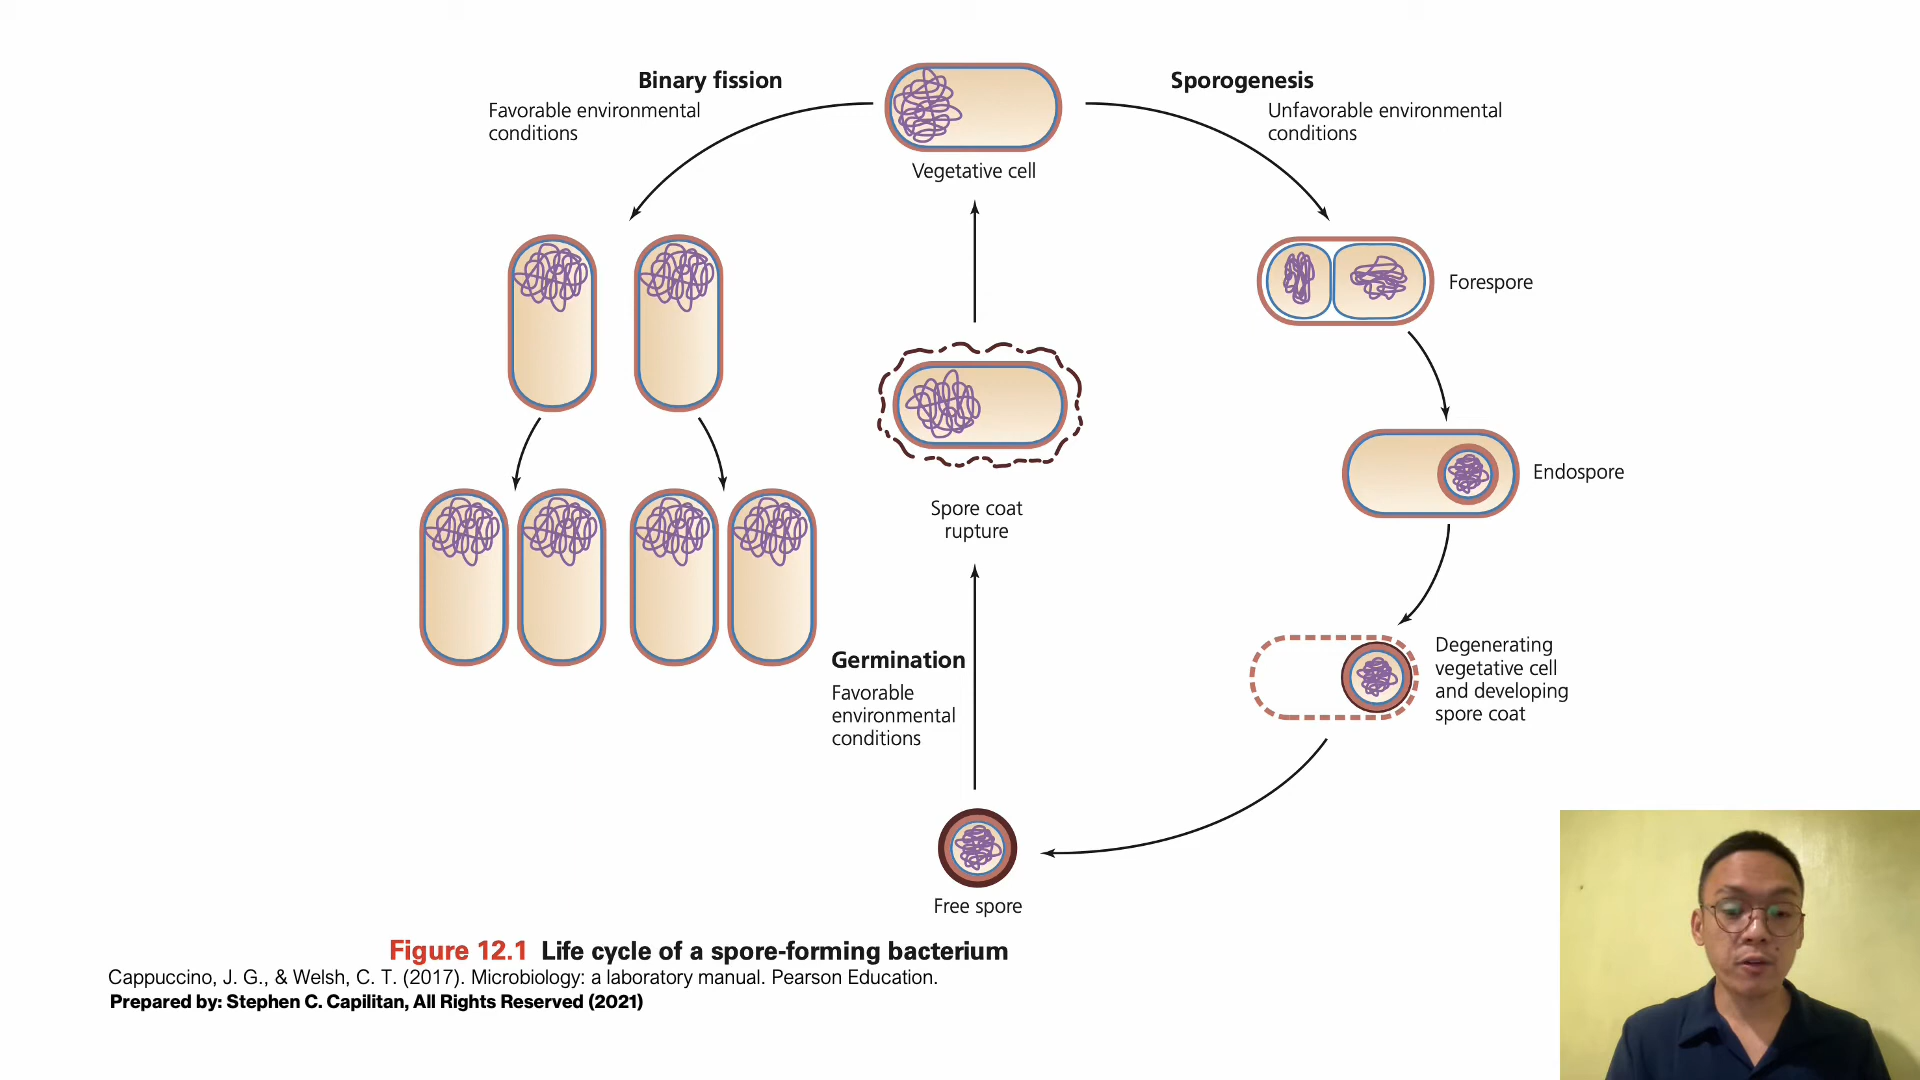 Binary fission
Favorable environmental
conditions
Vegetative cell
Sporogenesis
Unfavorable environmental
conditions
Forespore
Endospore
Spore coat
rupture
Germination
Favorable
environmental
conditions
Degenerating
vegetative cell
and developing
spore coat
Free spore
Figure 12.1 Life cycle of a spore-forming bacterium
Cappuccino, J. G., & Welsh, C. T. (2017). Microbiology: a laboratory manual. Pearson Education.
Prepared by: Stephen C. Capilitan, All Rights Reserved (2021)